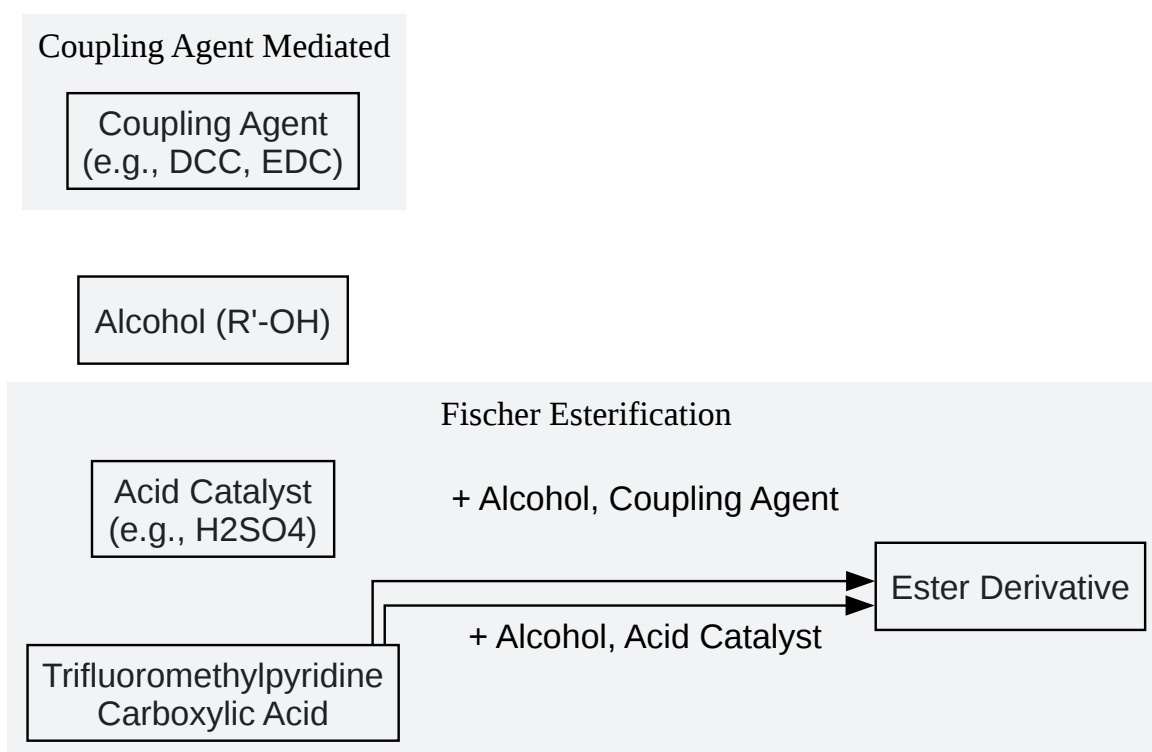 Coupling Agent Mediated
Coupling Agent
(e.g., DCC, EDC)
Alcohol (R'-OH)
Fischer Esterification
Acid Catalyst
(e.g., H2SO4)
+ Alcohol, Coupling Agent
Ester Derivative
+ Alcohol, Acid Catalyst
Trifluoromethylpyridine
Carboxylic Acid